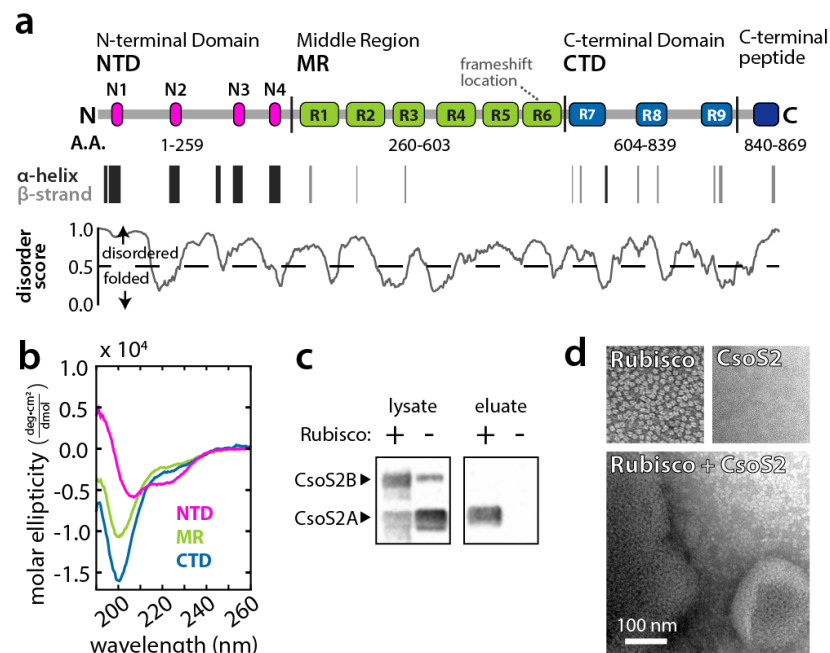 a
N-terminal Domain
NTD
Middle Region
MR
frameshift
location
C-terminal Domain
CTD
C-terminal
peptide
N1 N2 N3 N4
N R1 R2 R3 R4 R5 R6 R7 R8 R9 C
A.A. 1-259 260-603 604-839 840-869
α-helix
β-strand
disorder
score
1.0
0.5
0.0
disordered
folded
b
x 10⁴
molar ellipticity (deg•cm²/dmol)
1.0
0.5
0.0
-0.5
-1.0
-1.5
NTD
MR
CTD
200 220 240 260
wavelength (nm)
c
lysate eluate
Rubisco: + - + -
CsoS2B
CsoS2A
d
Rubisco
CsoS2
Rubisco + CsoS2
100 nm